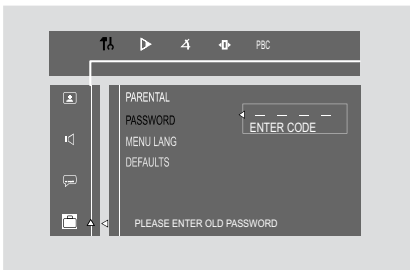 PBC
PARENTAL
PASSWORD
ENTER CODE
MENU LANG
DEFAULTS
PLEASE ENTER OLD PASSWORD